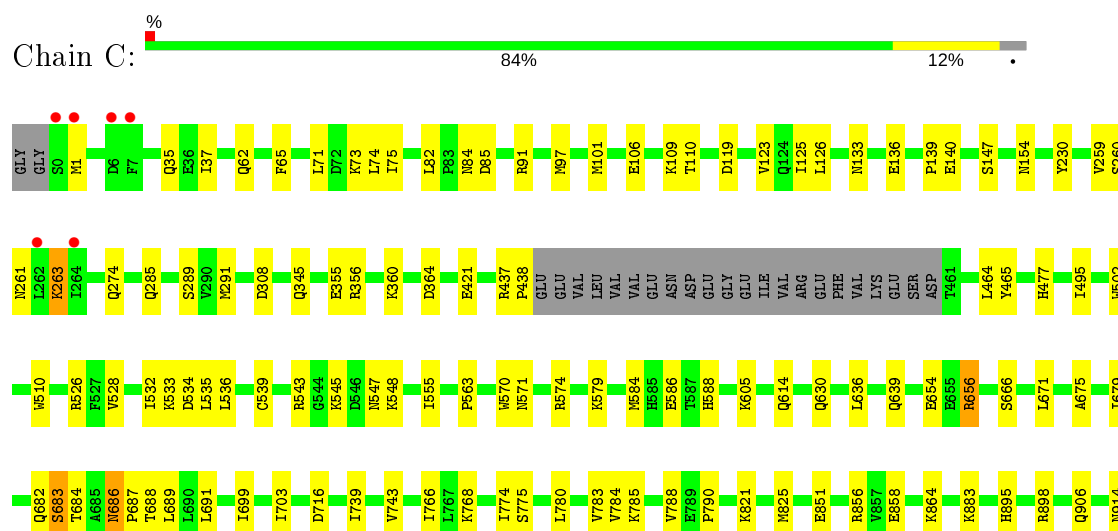 %
Chain C:
84% 12% •
GLY GLY S0 M1 D6 F7 Q35 E36 I37 Q62 F65 L71 D72 K73 L74 I75 L82 P83 N84 D85 R91 M97 M101 E106 K109 T110 D119 V123 Q124 I125 L126 N133 E136 P139 E140 S147 N154 Y230 V259 S260
N261 L262 K263 I264 Q274 Q285 S289 V290 M291 D308 Q345 E355 R356 K360 D364 E421 R437 P438 GLU GLU VAL LEU VAL VAL GLU ASN ASP GLU GLY GLU ILE VAL ARG GLU PHE VAL LYS GLU SER ASP T461 L464 Y465 H477 I495 W502
W510 R526 F527 V528 I532 K533 D534 L535 L536 C539 R543 G544 K545 D546 N547 K548 I555 P563 W570 N571 R574 K579 M584 H585 E586 T587 H588 K605 Q614 Q630 L636 Q639 E654 E655 R656 S666 L671 A675 I679
Q682 S683 T684 A685 N686 P687 T688 L689 L690 L691 I699 I703 D716 I739 V743 I766 L767 K768 I774 S775 L780 V783 V784 K785 V788 E789 P790 K821 M825 E851 R856 V857 E858 K864 K883 H895 R898 Q906 N914